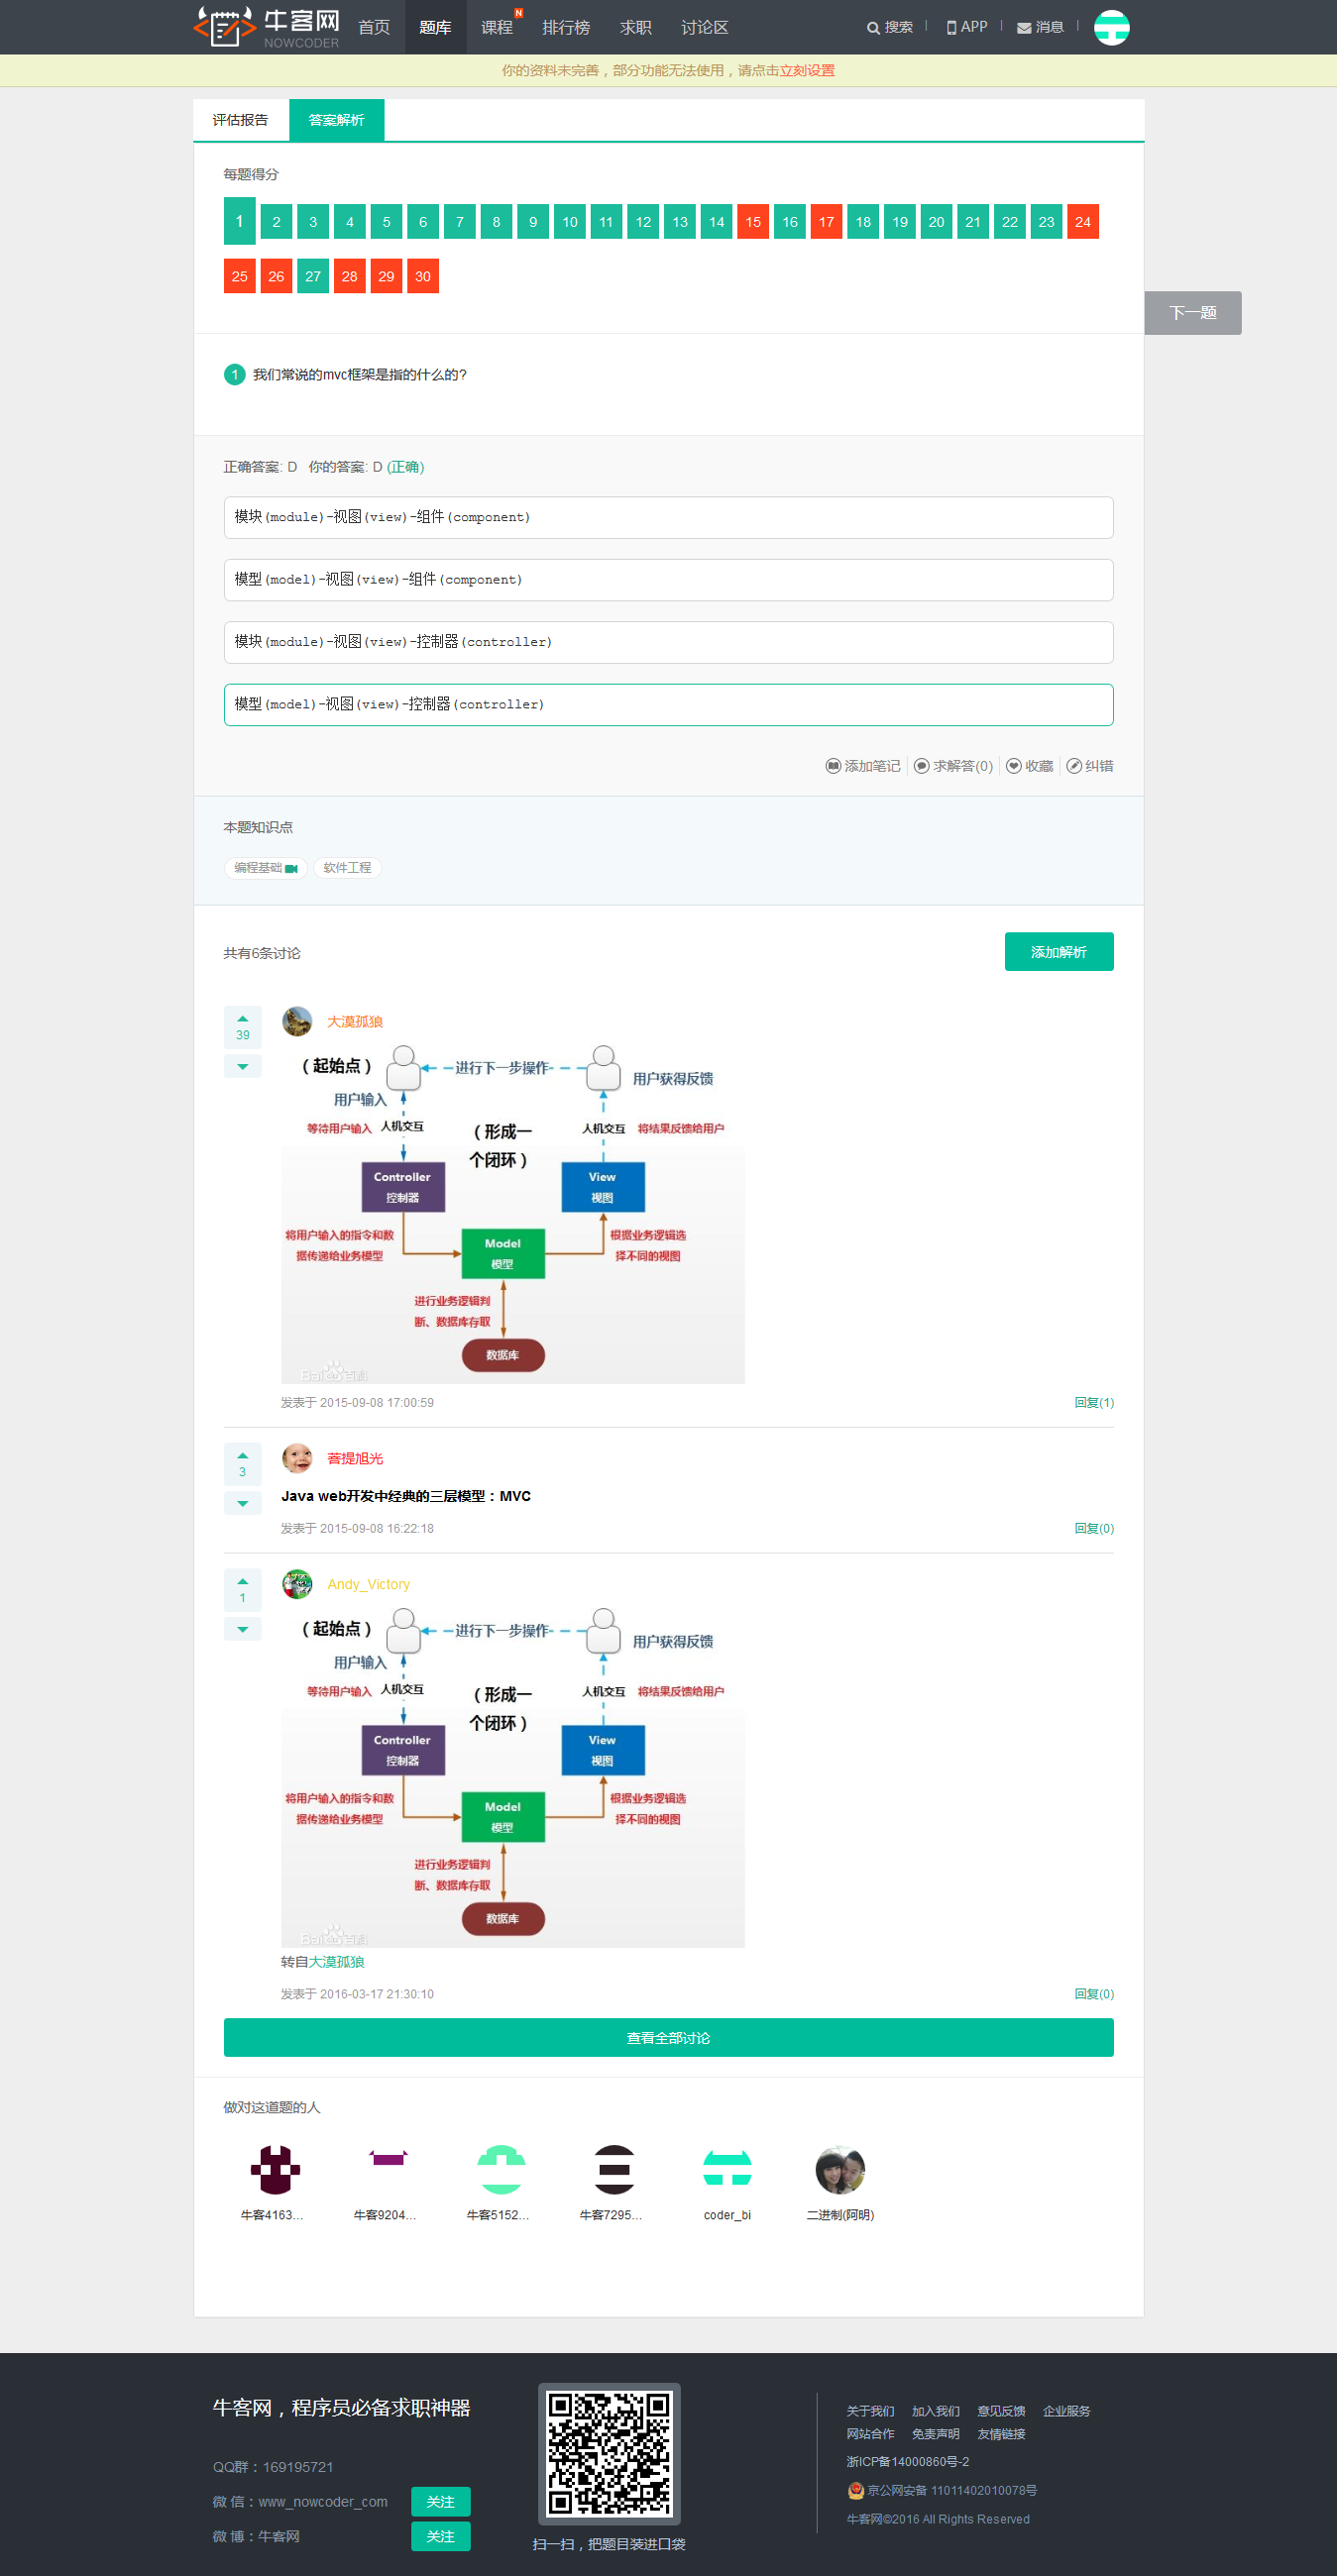 牛客网
NOWCODER
首页 题库 课程 N 排行榜 求职 讨论区 搜索 APP 消息
你的资料未完善，部分功能无法使用，请点击立刻设置
评估报告 答案解析
每题得分
1 2 3 4 5 6 7 8 9 10 11 12 13 14 15 16 17 18 19 20 21 22 23 24
25 26 27 28 29 30
下一题
1 我们常说的mvc框架是指的什么的?
正确答案: D 你的答案: D (正确)
模块(module)-视图(view)-组件(component)
模型(model)-视图(view)-组件(component)
模块(module)-视图(view)-控制器(controller)
模型(model)-视图(view)-控制器(controller)
添加笔记 求解答(0) 收藏 纠错
本题知识点
编程基础 软件工程
共有6条讨论 添加解析
39
大漠孤狼
（起始点） 进行下一步操作 用户获得反馈
用户输入
等待用户输入 人机交互 （形成一个闭环） 人机交互 将结果反馈给用户
Controller
控制器
View
视图
将用户输入的指令和数据传递给业务模型
Model
模型
根据业务逻辑选择不同的视图
进行业务逻辑判断、数据库存取
数据库
Baidu百科
发表于 2015-09-08 17:00:59 回复(1)
3
菩提旭光
Java web开发中经典的三层模型：MVC
发表于 2015-09-08 16:22:18 回复(0)
1
Andy_Victory
（起始点） 进行下一步操作 用户获得反馈
用户输入
等待用户输入 人机交互 （形成一个闭环） 人机交互 将结果反馈给用户
Controller
控制器
View
视图
将用户输入的指令和数据传递给业务模型
Model
模型
根据业务逻辑选择不同的视图
进行业务逻辑判断、数据库存取
数据库
Baidu百科
转自大漠孤狼
发表于 2016-03-17 21:30:10 回复(0)
查看全部讨论
做对这道题的人
牛客4163... 牛客9204... 牛客5152... 牛客7295... coder_bi 二进制(阿明)
牛客网，程序员必备求职神器
QQ群：169195721
微 信：www_nowcoder_com 关注
微 博：牛客网 关注
扫一扫，把题目装进口袋
关于我们 加入我们 意见反馈 企业服务
网站合作 免责声明 友情链接
浙ICP备14000860号-2
京公网安备 11011402010078号
牛客网©2016 All Rights Reserved